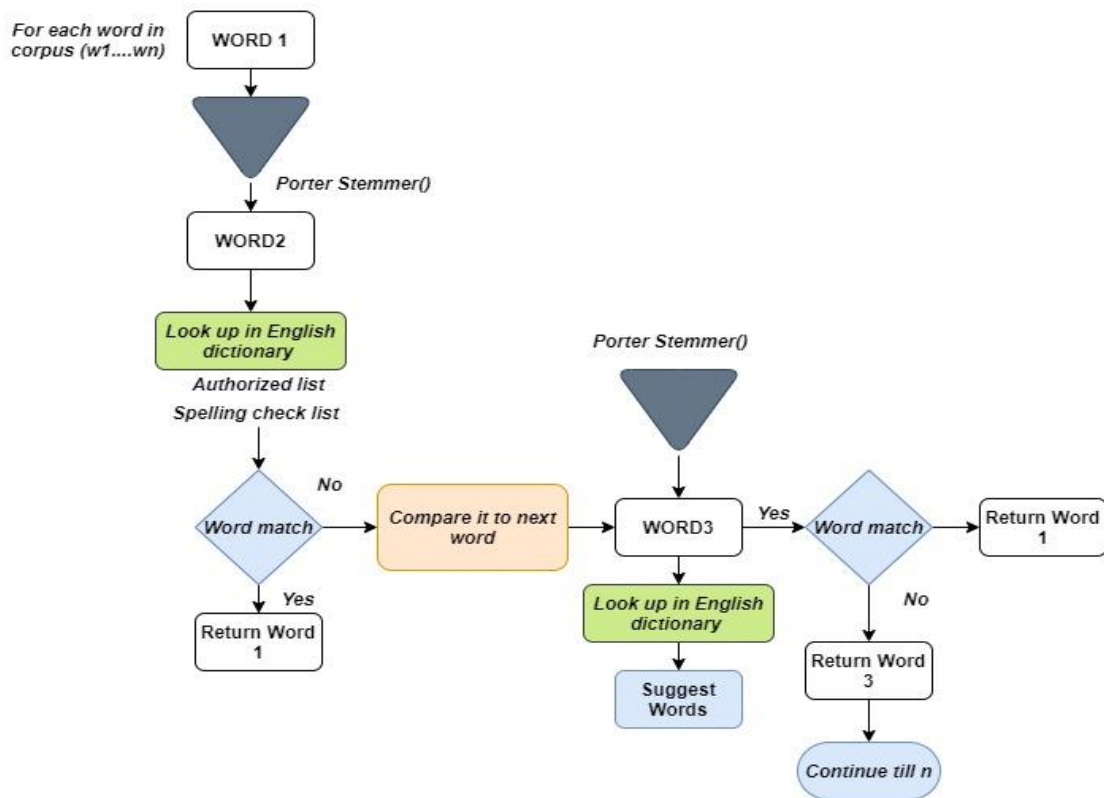 For each word in
corpus (w1....wn)
WORD 1
Porter Stemmer()
WORD2
Look up in English
dictionary
Authorized list
Spelling check list
Word match
No
Yes
Return Word
1
Compare it to next
word
Porter Stemmer()
WORD3
Look up in English
dictionary
Suggest
Words
Yes
Word match
Return Word
1
No
Return Word
3
Continue till n